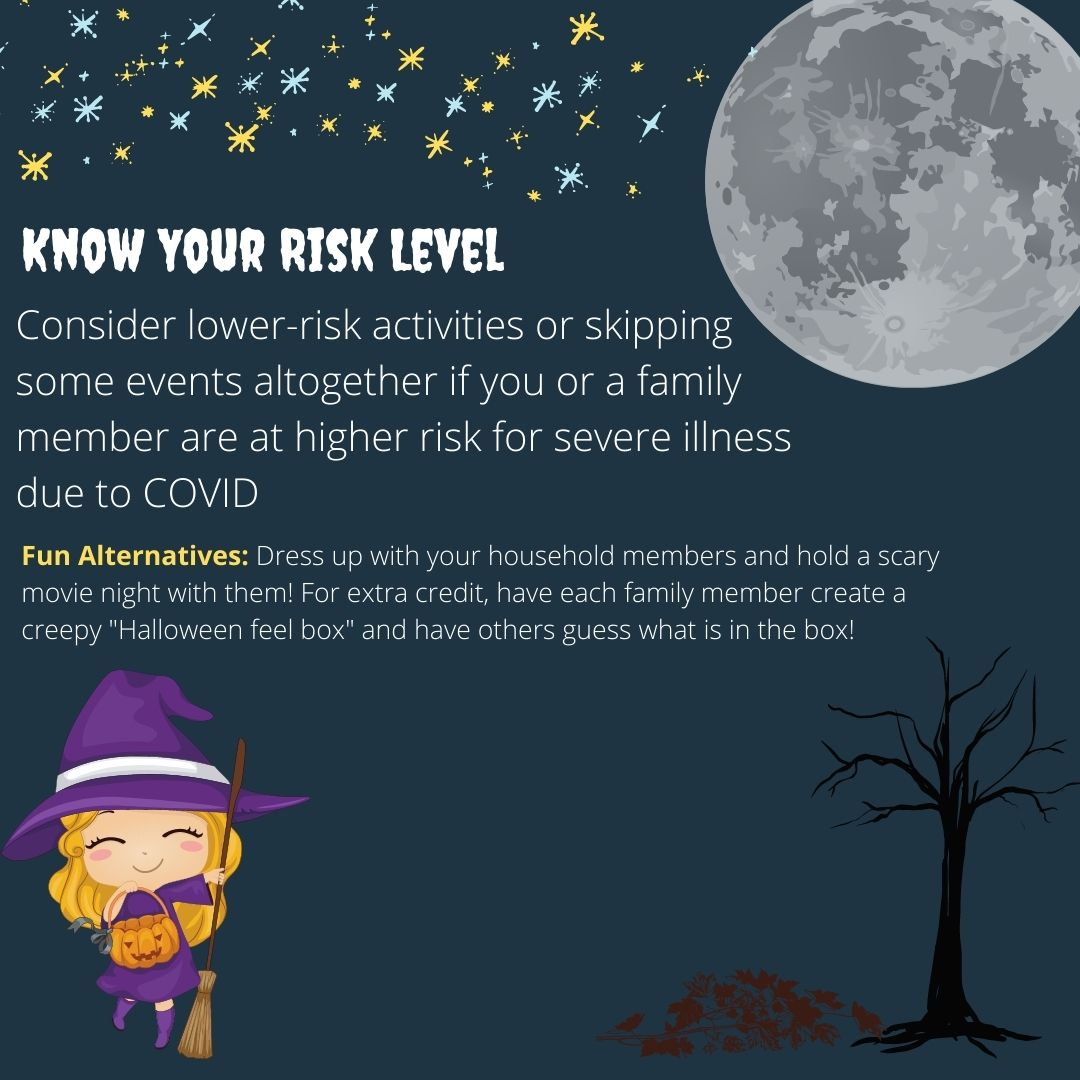 KNOW YOUR RISK LEVEL
Consider lower-risk activities or skipping
some events altogether if you or a family
member are at higher risk for severe illness
due to COVID
Fun Alternatives: Dress up with your household members and hold a scary
movie night with them! For extra credit, have each family member create a
creepy "Halloween feel box" and have others guess what is in the box!